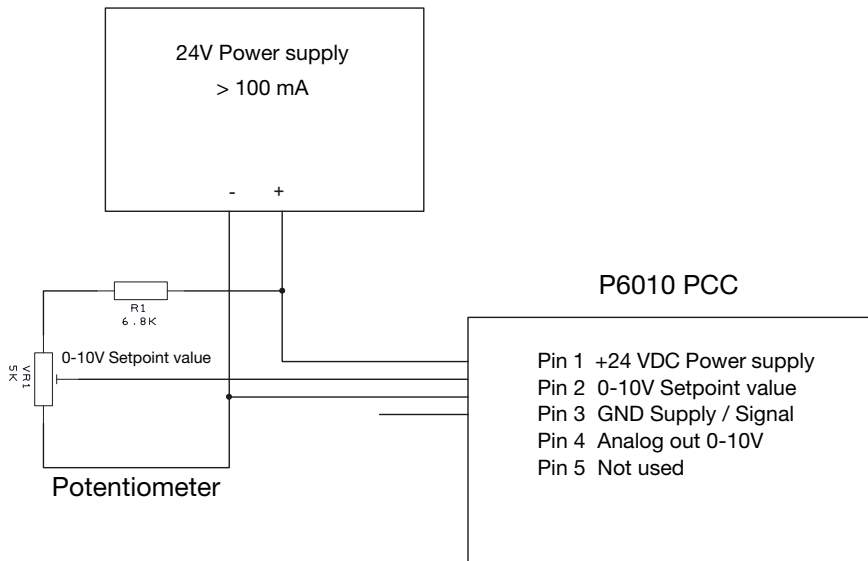 24V Power supply
> 100 mA
- +
R1
6.8K
P6010 PCC
0-10V Setpoint value
VR1
5K
Pin 1 +24 VDC Power supply
Pin 2 0-10V Setpoint value
Pin 3 GND Supply / Signal
Pin 4 Analog out 0-10V
Pin 5 Not used
Potentiometer